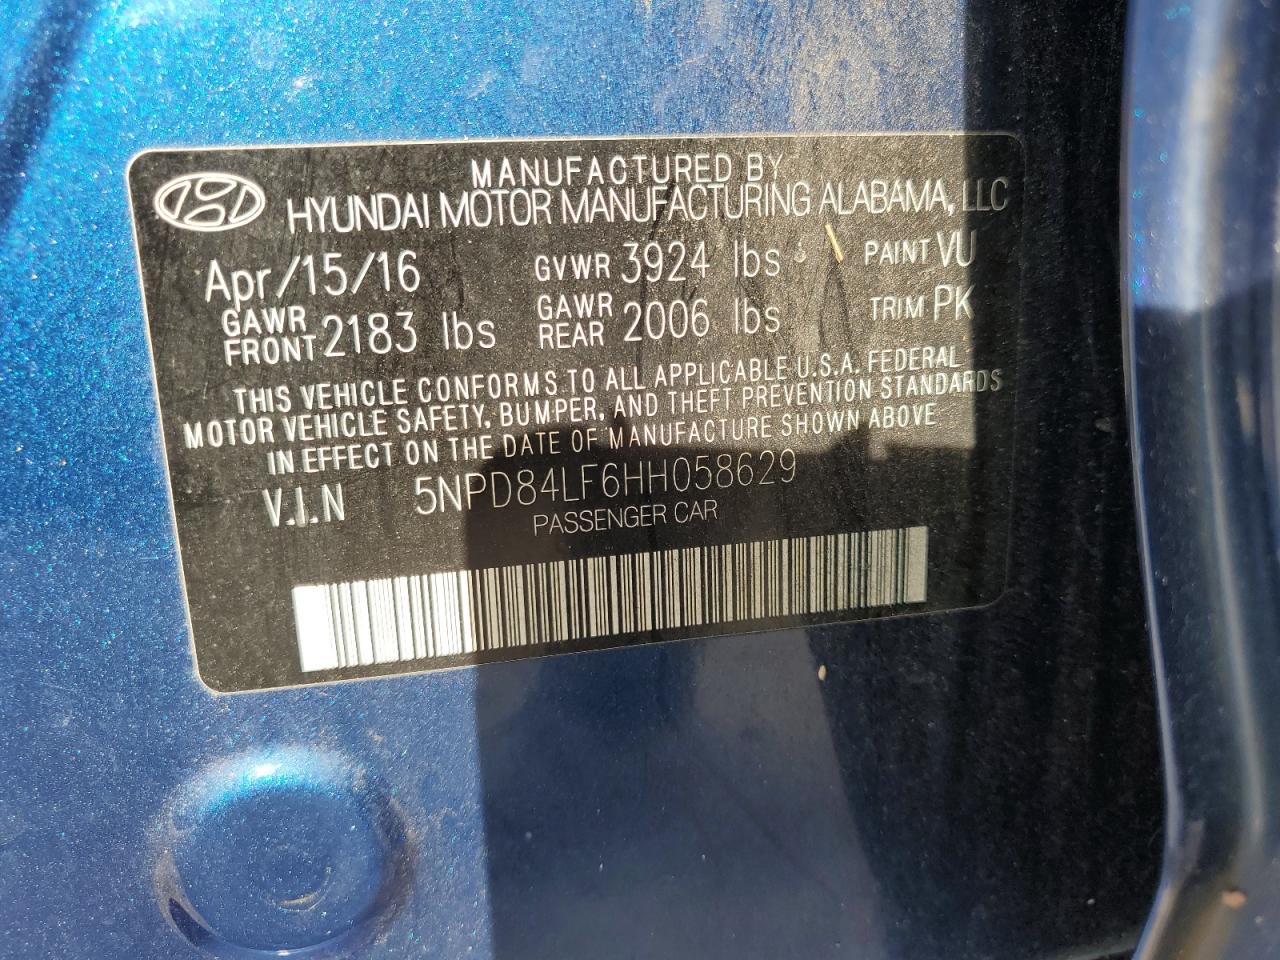 MANUFACTURED BY
HYUNDAI MOTOR MANUFACTURING ALABAMA, LLC
Apr/15/16 GVWR 3924 lbs PAINT VU
GAWR FRONT 2183 lbs GAWR REAR 2006 lbs TRIM PK
THIS VEHICLE CONFORMS TO ALL APPLICABLE U.S.A. FEDERAL
MOTOR VEHICLE SAFETY, BUMPER, AND THEFT PREVENTION STANDARDS
IN EFFECT ON THE DATE OF MANUFACTURE SHOWN ABOVE
V.I.N 5NPD84LF6HH058629
PASSENGER CAR